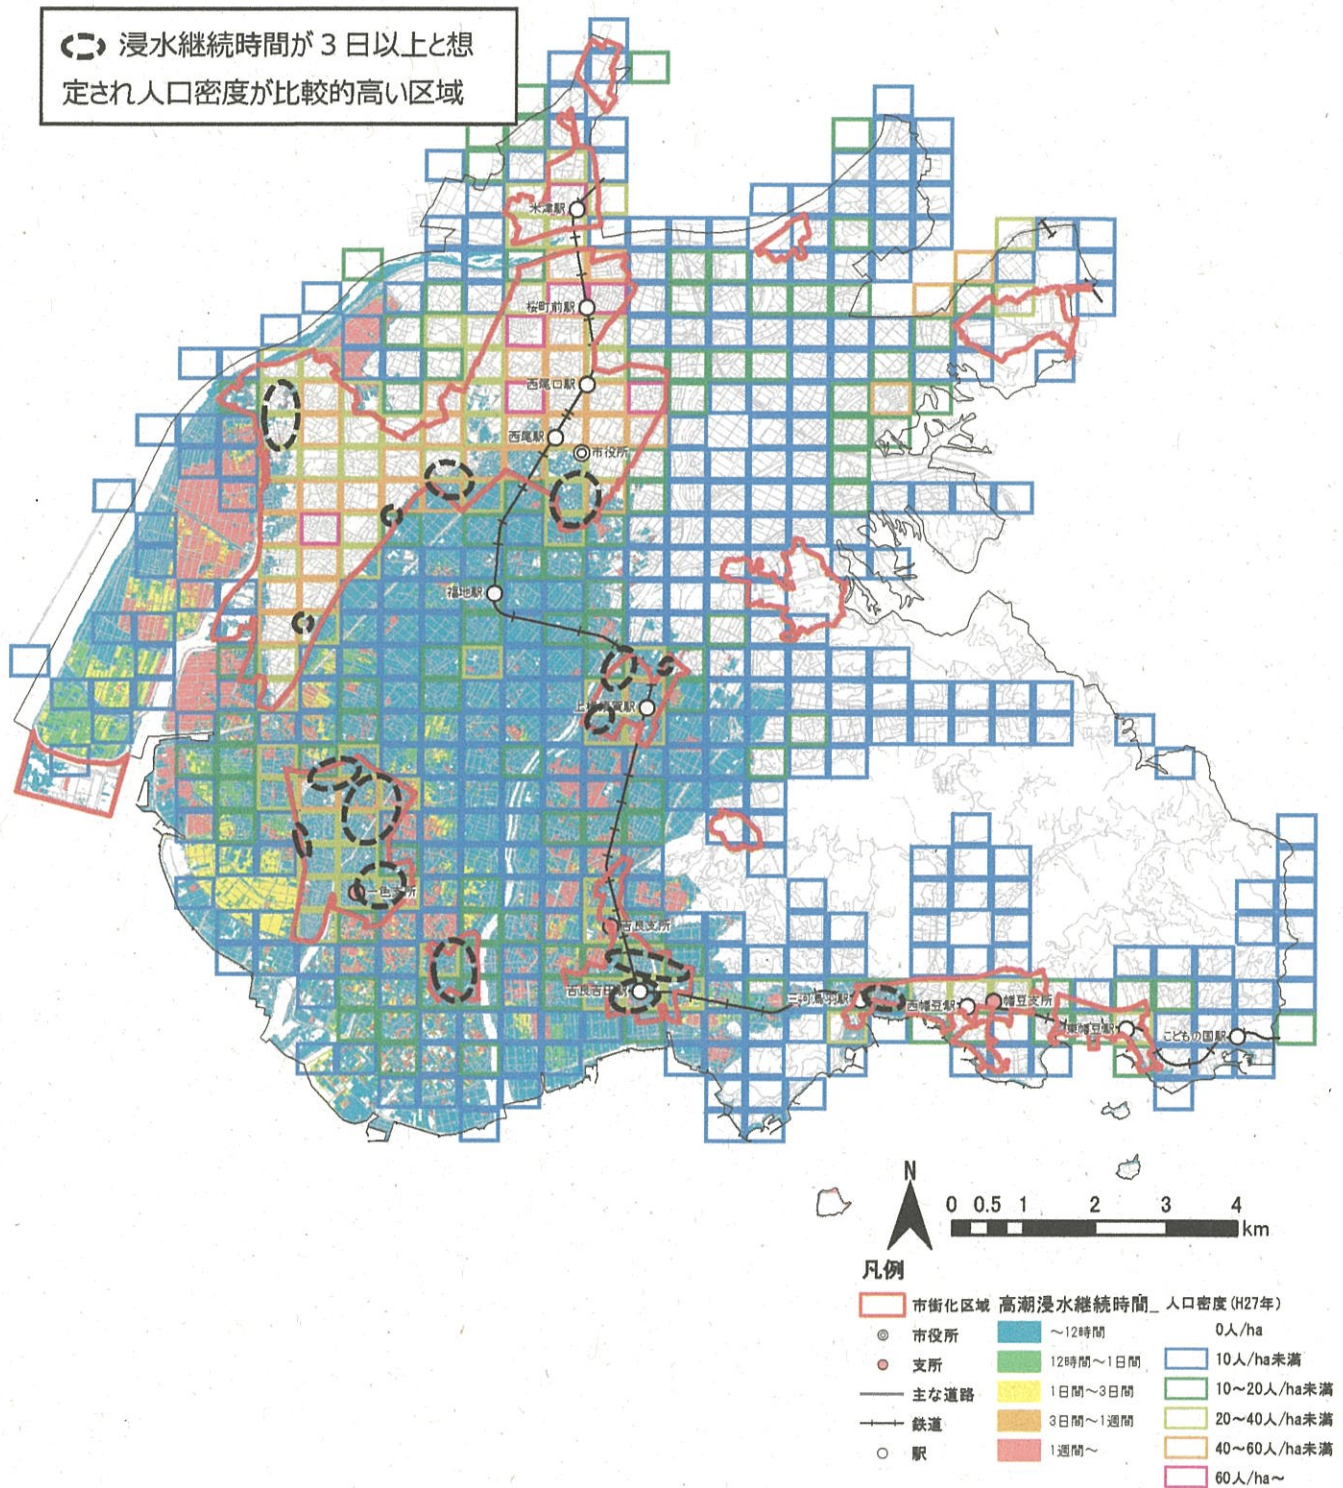 浸水継続時間が3日以上と想
定され人口密度が比較的高い区域
米津駅
桜町前駅
西尾口駅
西尾駅
市役所
福地駅
上横須賀駅
一色支所
吉良支所
吉良吉田駅
三河鳥羽駅
西幡豆駅
幡豆支所
東幡豆駅
こどもの国駅
N
0 0.5 1 2 3 4
km
凡例
市街化区域
市役所
支所
主な道路
鉄道
駅
高潮浸水継続時間_
~12時間
12時間~1日間
1日間~3日間
3日間~1週間
1週間~
人口密度(H27年)
0人/ha
10人/ha未満
10~20人/ha未満
20~40人/ha未満
40~60人/ha未満
60人/ha~